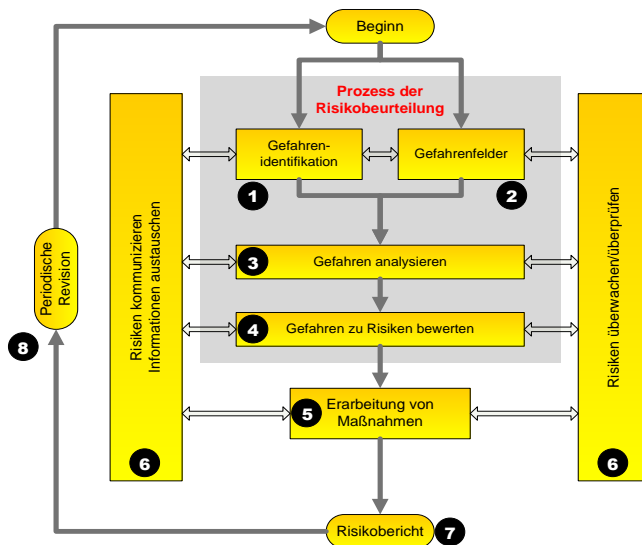 Beginn
Prozess der
Risikobeurteilung
Gefahren-
identifikation
Gefahrenfelder
1
2
3
Gefahren analysieren
4
Gefahren zu Risiken bewerten
5
Erarbeitung von
Maßnahmen
Risiken kommunizieren
Informationen austauschen
6
Risiken überwachen/überprüfen
6
Risikobericht
7
Periodische
Revision
8